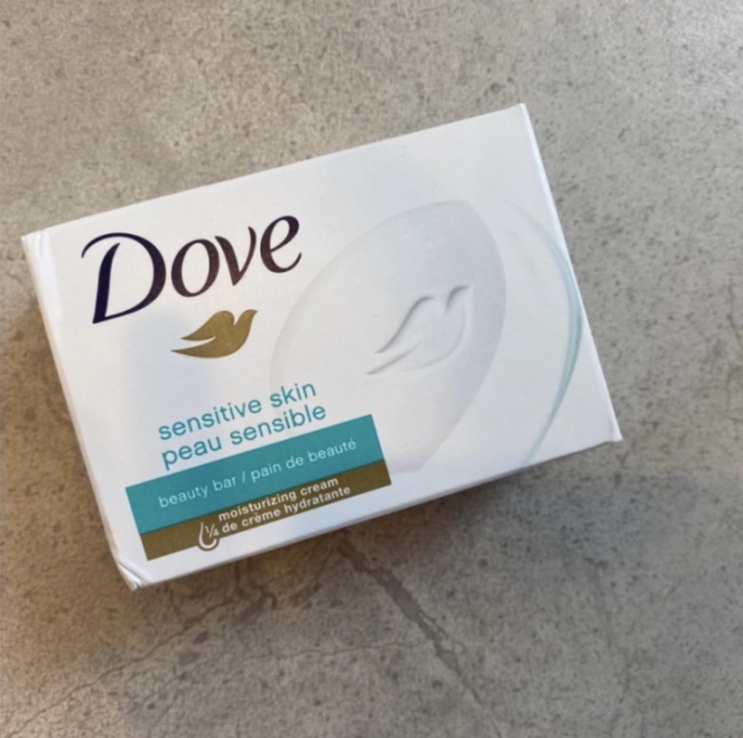 Dove
sensitive skin
peau sensible
beauty bar / pain de beauté
moisturizing cream
¼ de crème hydratante